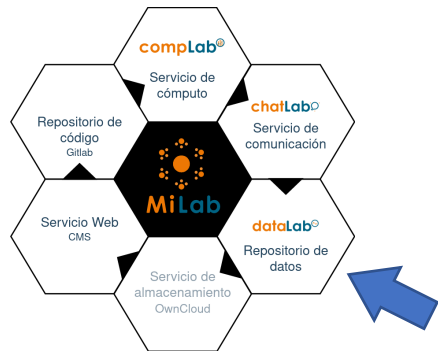 compLab
Servicio de
cómputo
chatLab
Servicio de
comunicación
dataLab
Repositorio de
datos
Servicio de
almacenamiento
OwnCloud
Servicio Web
CMS
Repositorio de
código
Gitlab
MiLab